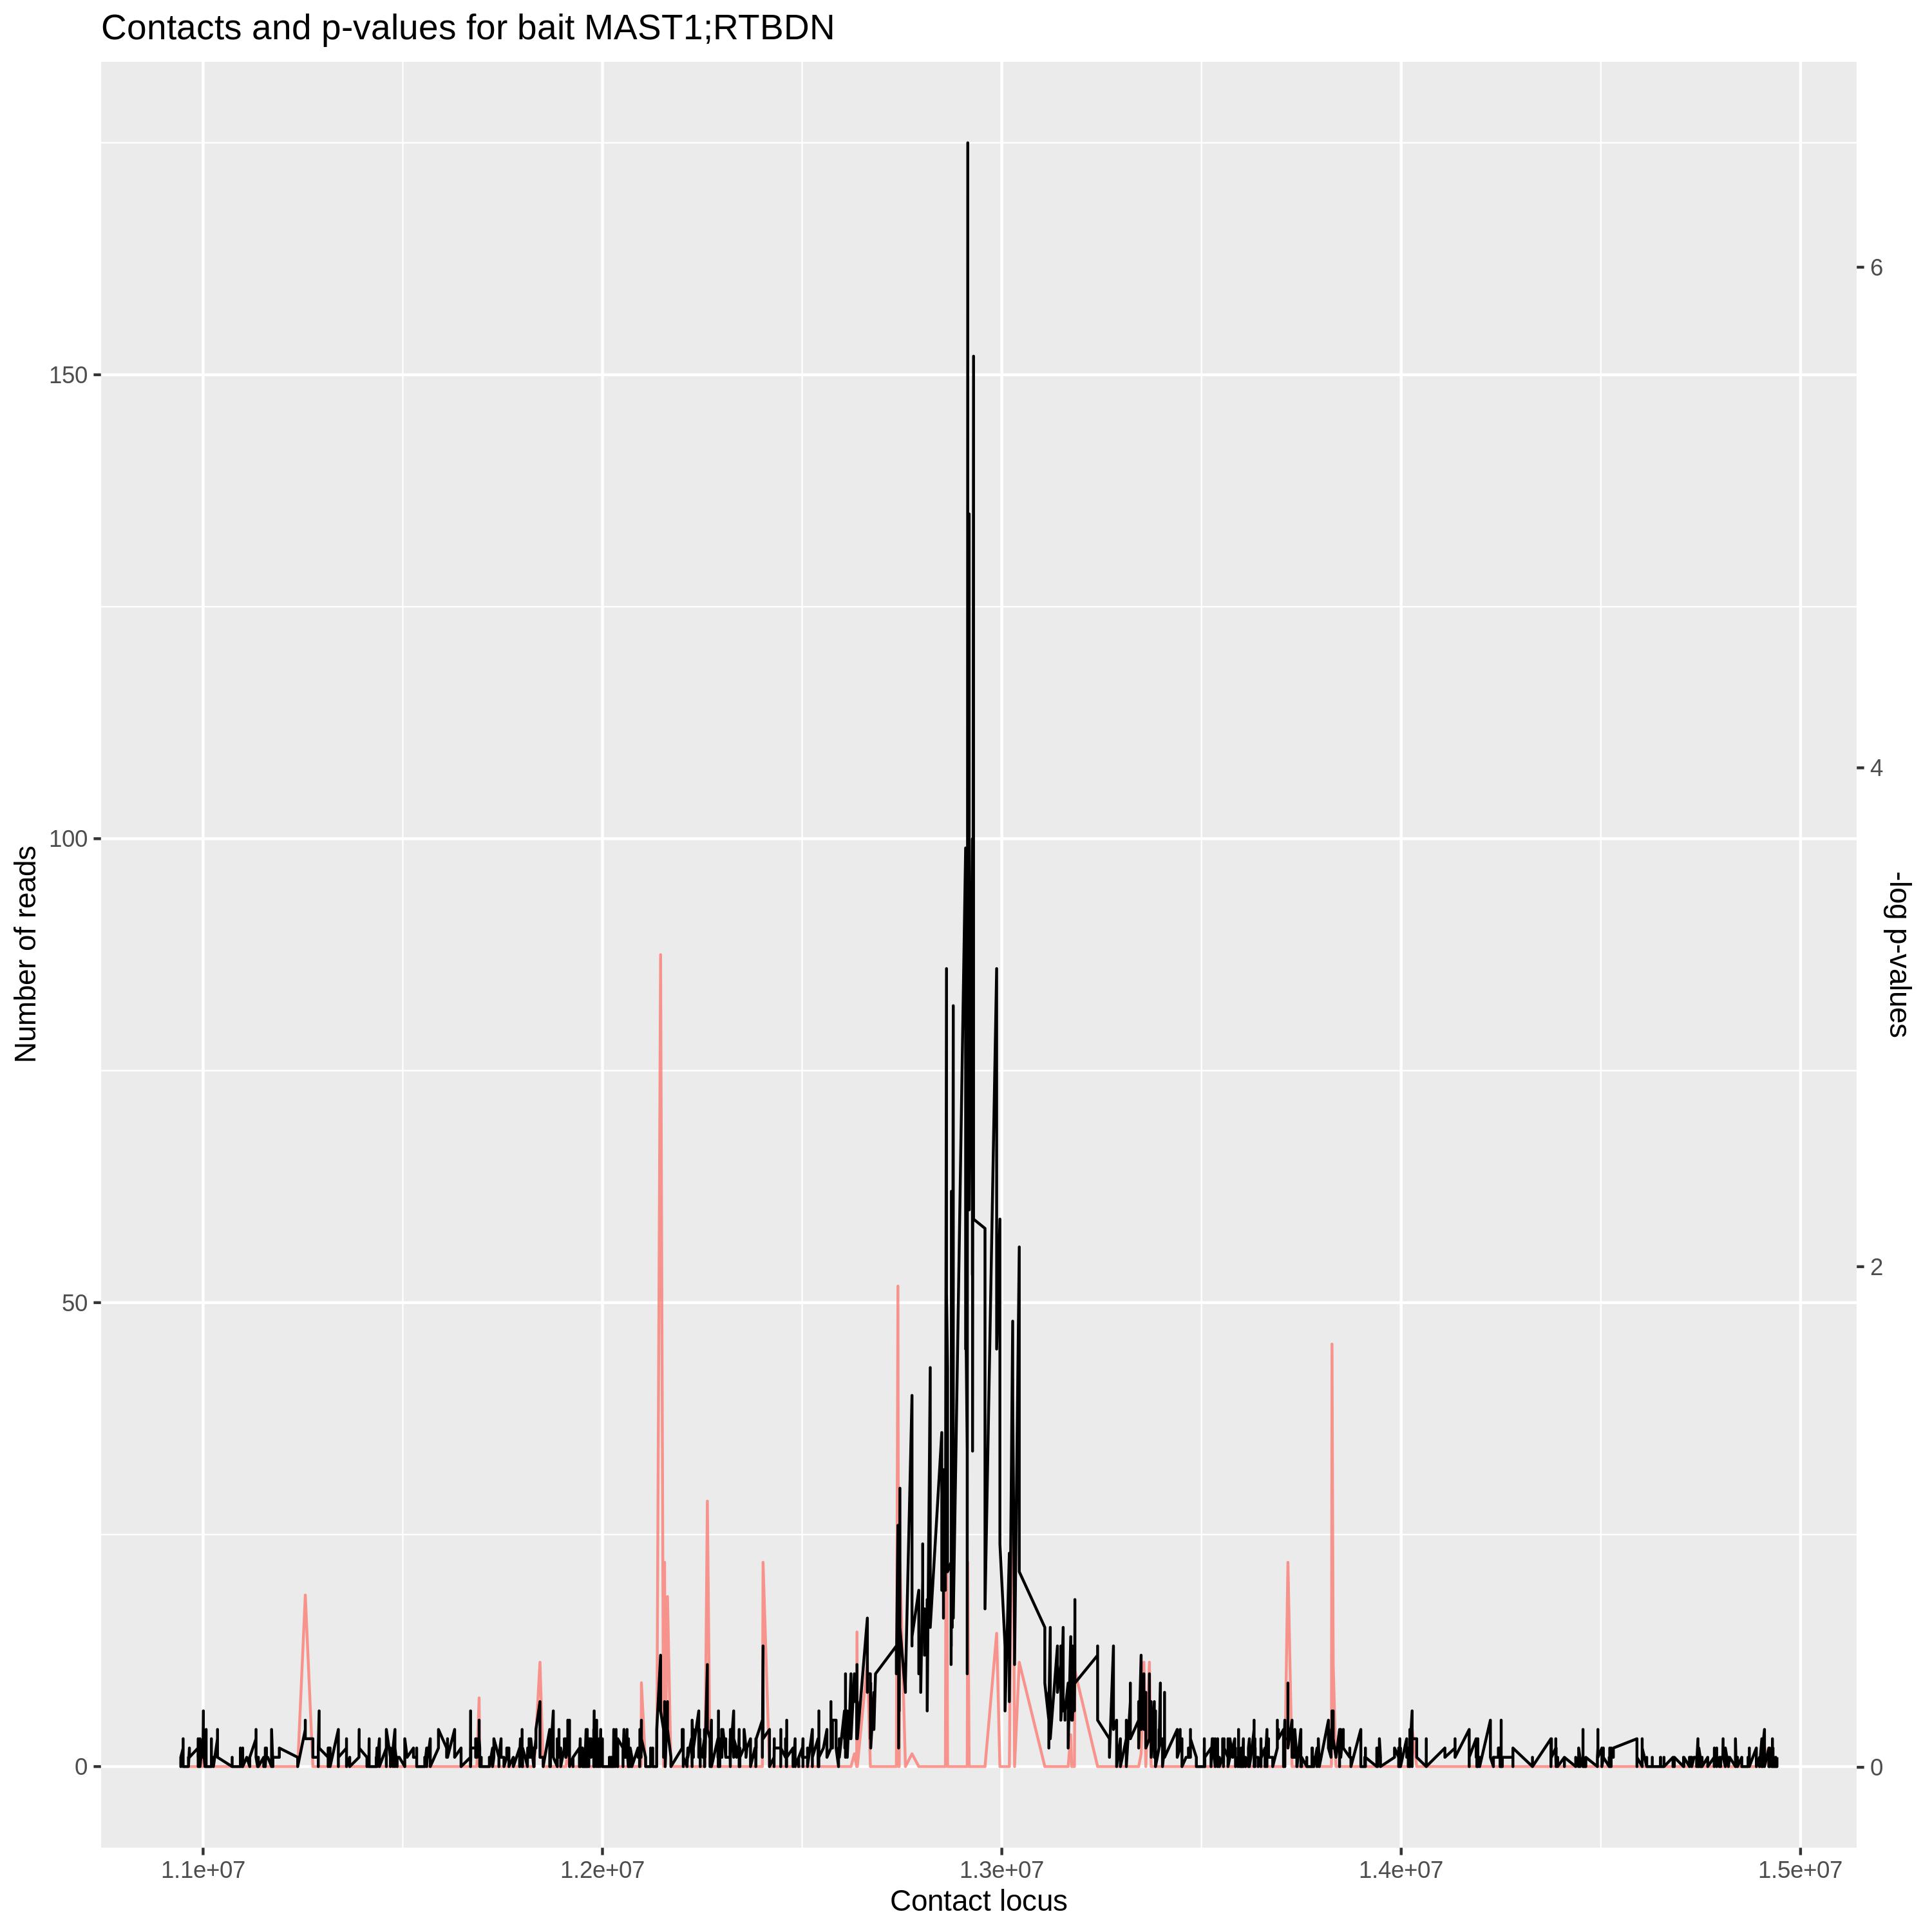 Contacts and p-values for bait MAST1;RTBDN
Number of reads
150
100
50
0
6
4
2
0
-log p-values
1.1e+07 1.2e+07 1.3e+07 1.4e+07 1.5e+07
Contact locus